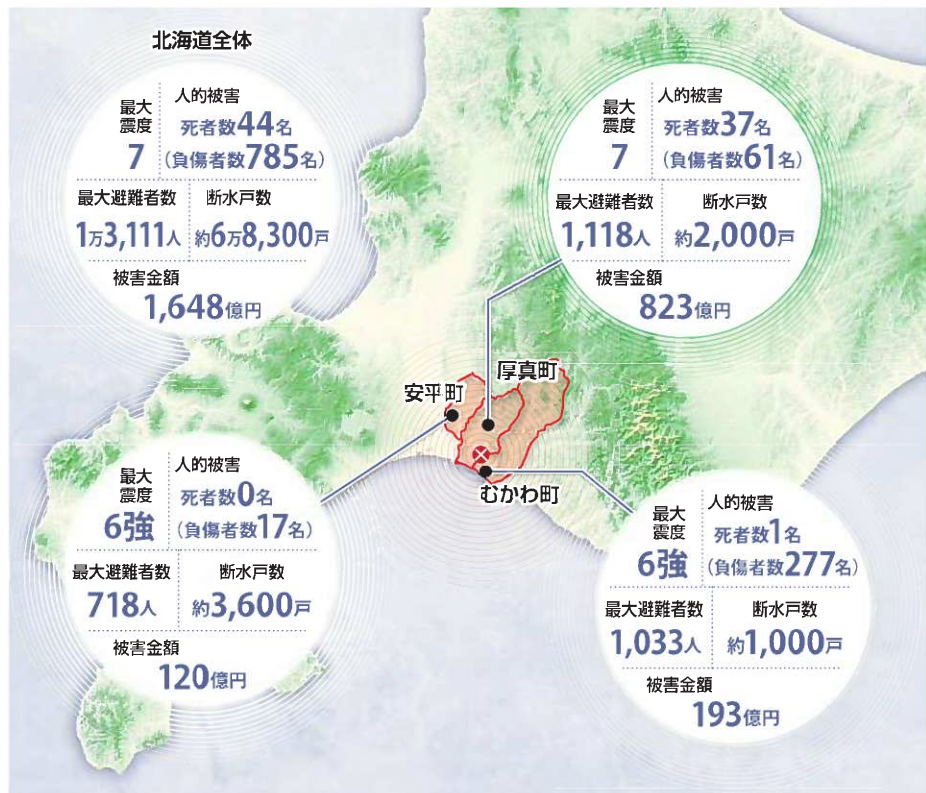 北海道全体
最大
震度
7
人的被害
死者数44名
(負傷者数785名)
最大避難者数
1万3,111人
断水戸数
約6万8,300戸
被害金額
1,648億円
最大
震度
7
人的被害
死者数37名
(負傷者数61名)
最大避難者数
1,118人
断水戸数
約2,000戸
被害金額
823億円
安平町
厚真町
むかわ町
最大
震度
6強
人的被害
死者数0名
(負傷者数17名)
最大避難者数
718人
断水戸数
約3,600戸
被害金額
120億円
最大
震度
6強
人的被害
死者数1名
(負傷者数277名)
最大避難者数
1,033人
断水戸数
約1,000戸
被害金額
193億円